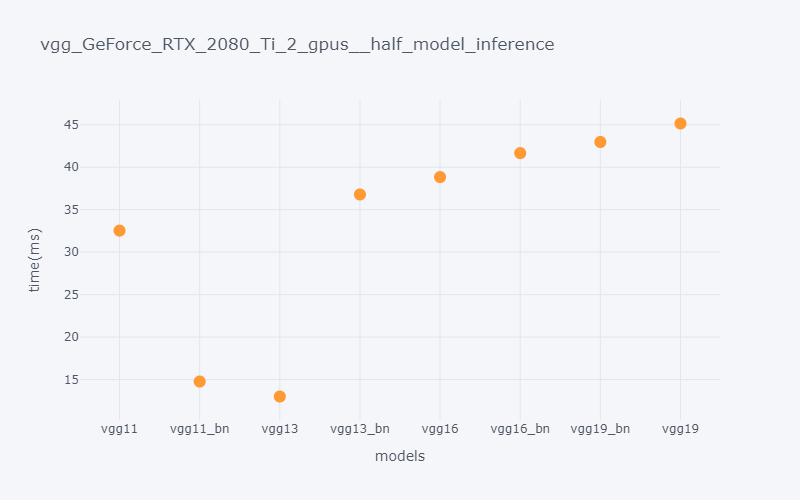 vgg_GeForce_RTX_2080_Ti_2_gpus__half_model_inference
45
40
35
30
25
20
15
time(ms)
vgg11 vgg11_bn vgg13 vgg13_bn vgg16 vgg16_bn vgg19_bn vgg19
models